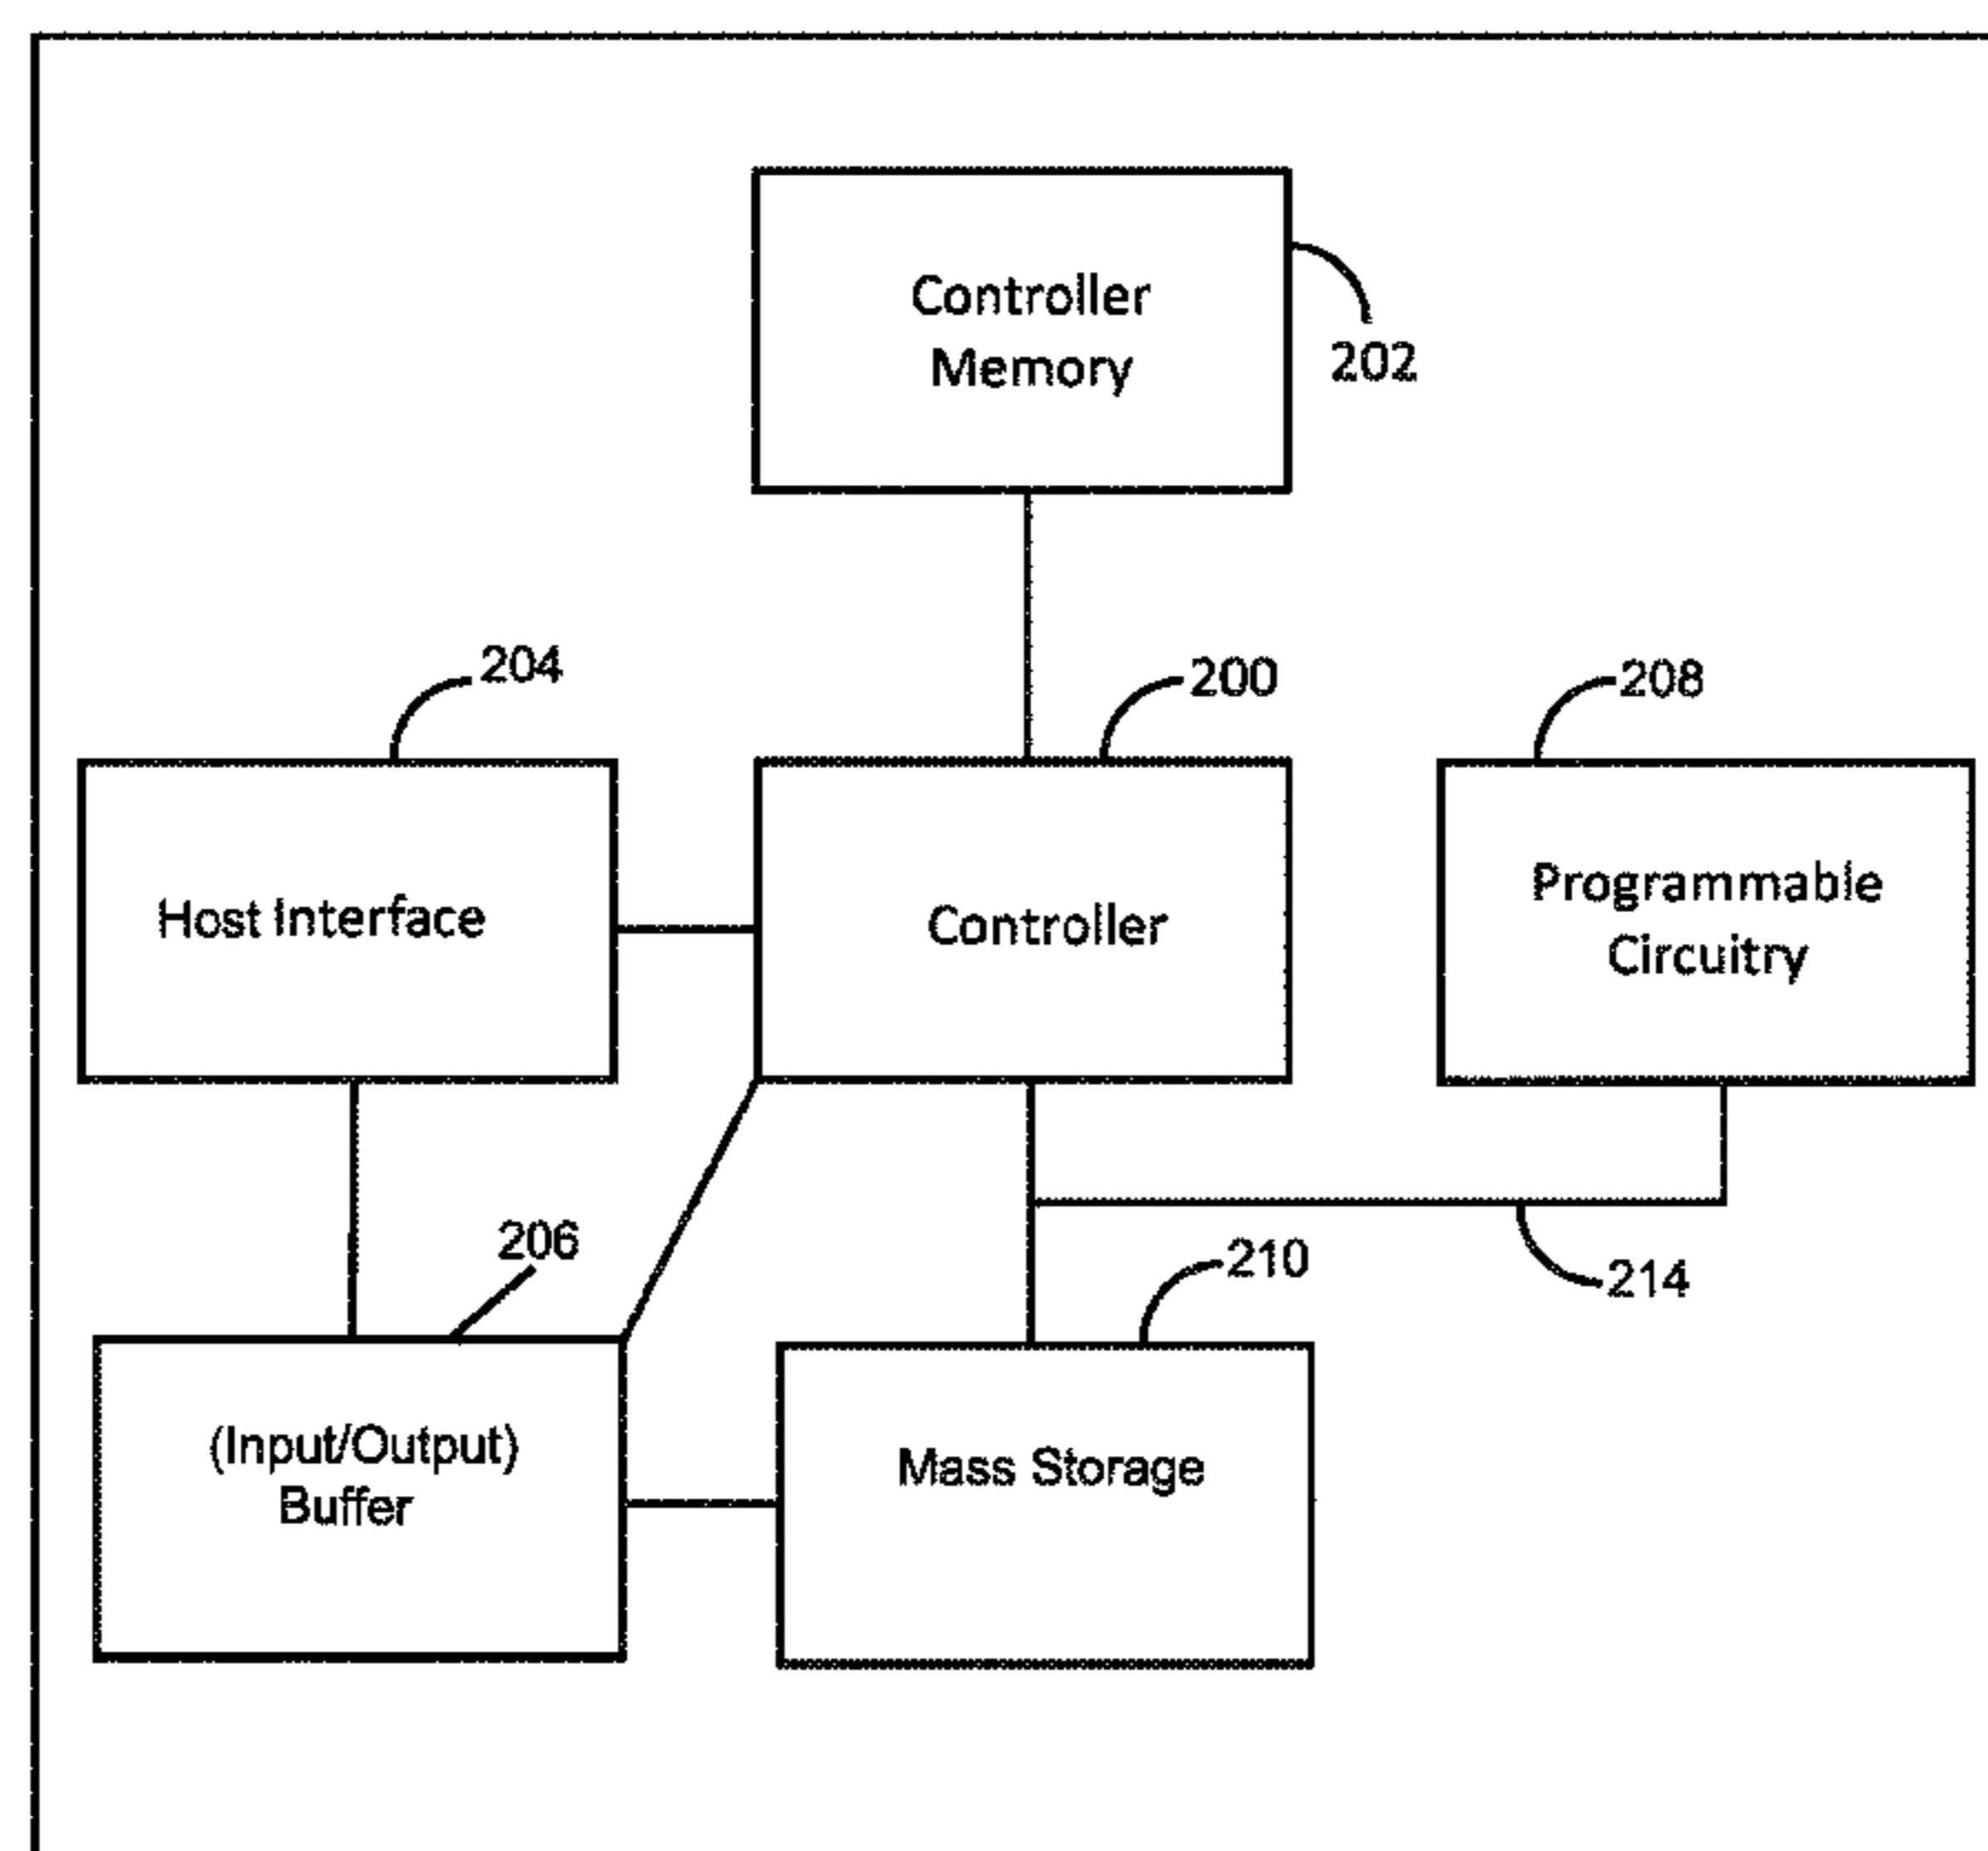 Controller
Memory
202
204
200
208
Host Interface
Controller
Programmable
Circuitry
206
210
214
(Input/Output)
Buffer
Mass Storage